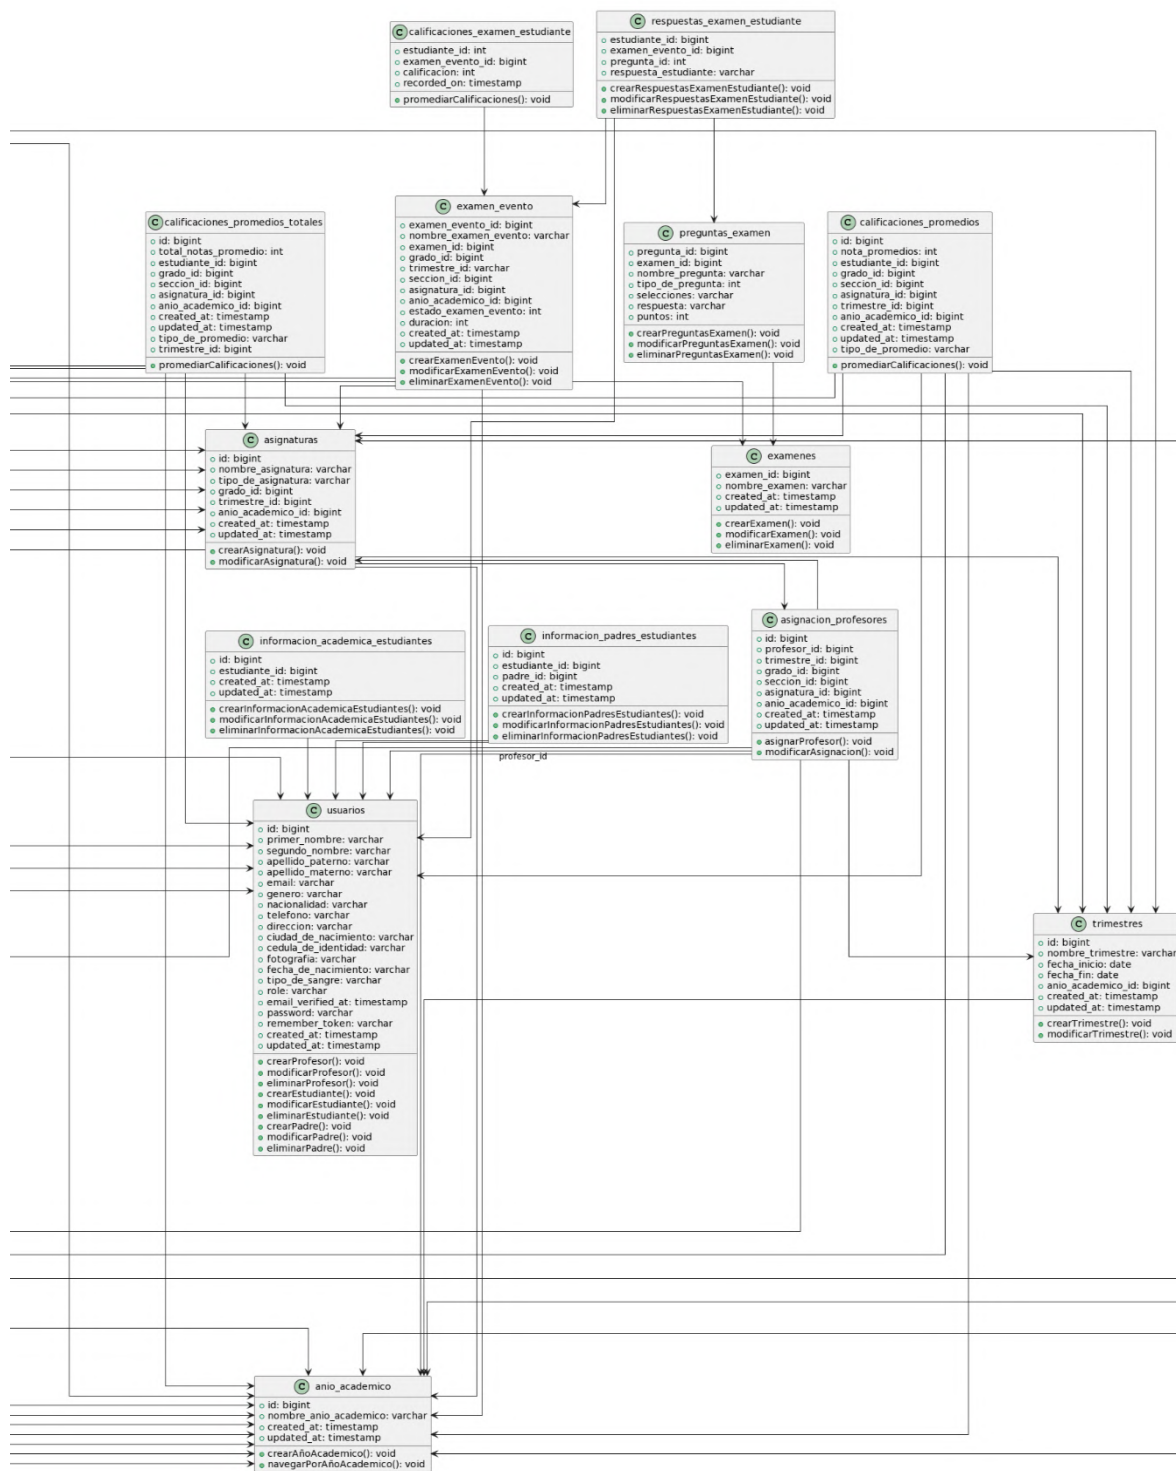 C calificaciones_examen_estudiante
estudiante_id: int
examen_evento_id: bigint
calificacion: int
recorded_on: timestamp
promediarCalificaciones(): void
C respuestas_examen_estudiante
estudiante_id: bigint
examen_evento_id: bigint
pregunta_id: int
respuesta_estudiante: varchar
crearRespuestasExamenEstudiante(): void
modificarRespuestasExamenEstudiante(): void
eliminarRespuestasExamenEstudiante(): void
C calificaciones_promedios_totales
id: bigint
total_notas_promedio: int
estudiante_id: bigint
grado_id: bigint
seccion_id: bigint
asignatura_id: bigint
anio_academico_id: bigint
created_at: timestamp
updated_at: timestamp
tipo_de_promedio: varchar
trimestre_id: bigint
promediarCalificaciones(): void
C examen_evento
examen_evento_id: bigint
nombre_examen_evento: varchar
examen_id: bigint
grado_id: bigint
trimestre_id: varchar
seccion_id: bigint
asignatura_id: bigint
anio_academico_id: bigint
estado_examen_evento: int
duracion: int
created_at: timestamp
updated_at: timestamp
crearExamenEvento(): void
modificarExamenEvento(): void
eliminarExamenEvento(): void
C preguntas_examen
pregunta_id: bigint
examen_id: bigint
nombre_pregunta: varchar
tipo_de_pregunta: int
selecciones: varchar
respuesta: varchar
puntos: int
crearPreguntasExamen(): void
modificarPreguntasExamen(): void
eliminarPreguntasExamen(): void
C calificaciones_promedios
id: bigint
nota_promedios: int
estudiante_id: bigint
grado_id: bigint
seccion_id: bigint
asignatura_id: bigint
trimestre_id: bigint
anio_academico_id: bigint
created_at: timestamp
updated_at: timestamp
tipo_de_promedio: varchar
promediarCalificaciones(): void
C asignaturas
id: bigint
nombre_asignatura: varchar
tipo_de_asignatura: varchar
grado_id: bigint
trimestre_id: bigint
anio_academico_id: bigint
created_at: timestamp
updated_at: timestamp
crearAsignatura(): void
modificarAsignatura(): void
C examenes
examen_id: bigint
nombre_examen: varchar
created_at: timestamp
updated_at: timestamp
crearExamen(): void
modificarExamen(): void
eliminarExamen(): void
C informacion_academica_estudiantes
id: bigint
estudiante_id: bigint
created_at: timestamp
updated_at: timestamp
crearInformacionAcademicaEstudiantes(): void
modificarInformacionAcademicaEstudiantes(): void
eliminarInformacionAcademicaEstudiantes(): void
C informacion_padres_estudiantes
id: bigint
estudiante_id: bigint
padre_id: bigint
created_at: timestamp
updated_at: timestamp
crearInformacionPadresEstudiantes(): void
modificarInformacionPadresEstudiantes(): void
eliminarInformacionPadresEstudiantes(): void
C asignacion_profesores
id: bigint
profesor_id: bigint
trimestre_id: bigint
grado_id: bigint
seccion_id: bigint
asignatura_id: bigint
anio_academico_id: bigint
created_at: timestamp
updated_at: timestamp
asignarProfesor(): void
modificarAsignacion(): void
profesor_id
C usuarios
id: bigint
primer_nombre: varchar
segundo_nombre: varchar
apellido_paterno: varchar
apellido_materno: varchar
email: varchar
genero: varchar
nacionalidad: varchar
telefono: varchar
direccion: varchar
ciudad_de_nacimiento: varchar
cedula_de_identidad: varchar
fotografia: varchar
fecha_de_nacimiento: varchar
tipo_de_sangre: varchar
role: varchar
email_verified_at: timestamp
password: varchar
remember_token: varchar
created_at: timestamp
updated_at: timestamp
crearProfesor(): void
modificarProfesor(): void
eliminarProfesor(): void
crearEstudiante(): void
modificarEstudiante(): void
eliminarEstudiante(): void
crearPadre(): void
modificarPadre(): void
eliminarPadre(): void
C trimestres
id: bigint
nombre_trimestre: varchar
fecha_inicio: date
fecha_fin: date
anio_academico_id: bigint
created_at: timestamp
updated_at: timestamp
crearTrimestre(): void
modificarTrimestre(): void
C anio_academico
id: bigint
nombre_anio_academico: varchar
created_at: timestamp
updated_at: timestamp
crearAñoAcademico(): void
navegarPorAñoAcademico(): void